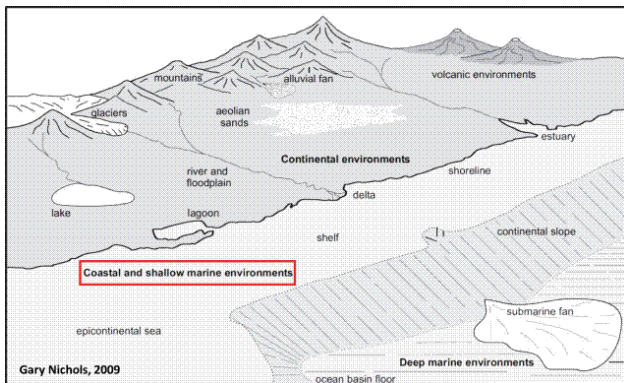 mountains
alluvial fan
volcanic environments
glaciers
aeolian
sands
estuary
Continental environments
shoreline
river and
floodplain
delta
lake
lagoon
shelf
continental slope
Coastal and shallow marine environments
submarine fan
epicontinental sea
Deep marine environments
Gary Nichols, 2009
ocean basin floor